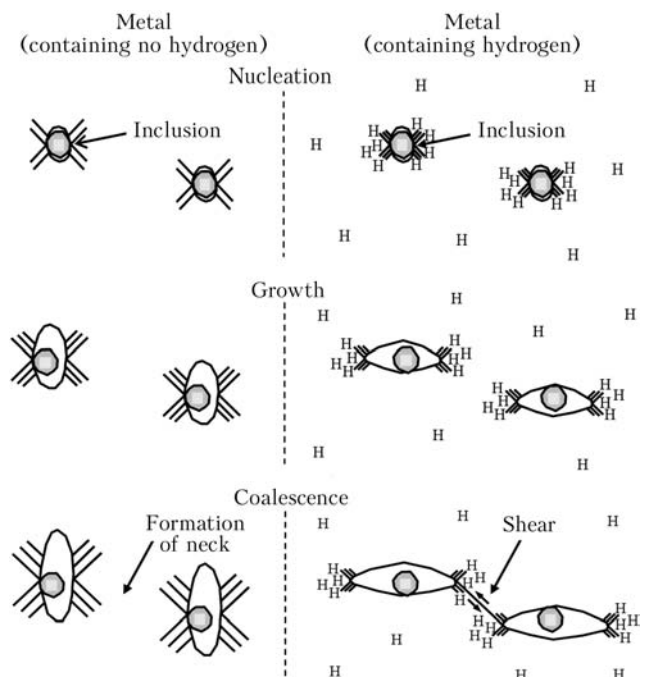 Metal
(containing no hydrogen)
Metal
(containing hydrogen)
Nucleation
H H
Inclusion
H
H H H H H H H H
Inclusion
H
H H H H H H H H
H H
H
Growth
H
H H
H
H H H H
H H H H
H H H H
H H H H
H
H
H
Coalescence
Formation
of neck
H H H
Shear
H H H H
H H H H
H H H H
H H H H
H
H H H